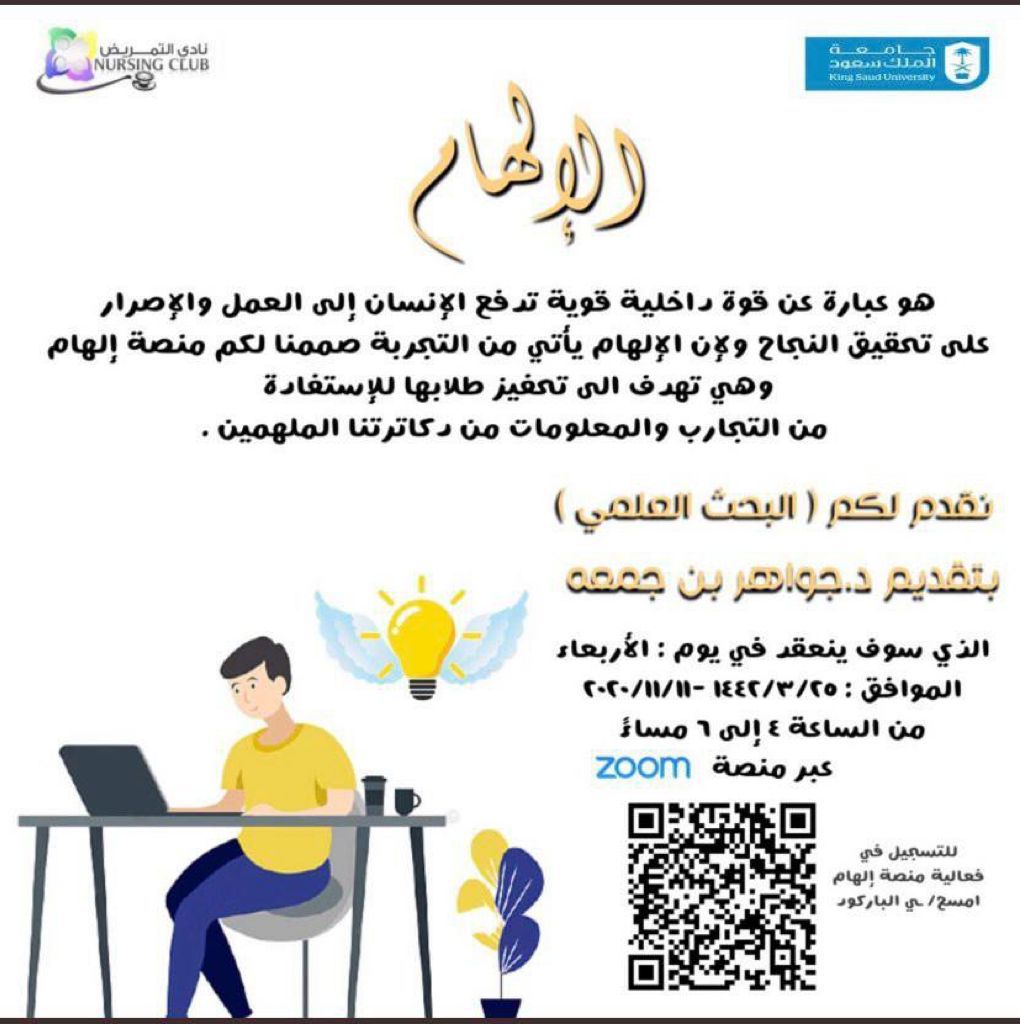 نادي التمريض
NURSING CLUB
جامعة
الملك سعود
King Saud University
الإلهام
هو عبارة عن قوة داخلية قوية تدفع الإنسان إلى العمل والإصرار
على تحقيق النجاح ولإن الإلهام يأتي من التجربة صممنا لكم منصة إلهام
وهي تهدف الى تحفيز طلابها للإستفادة
من التجارب والمعلومات من دكاترتنا الملهمين .
نقدم لكم ( البحث العلمي )
بتقديم د.جواهر بن جمعه
الذي سوف ينعقد في يوم : الأربعاء
الموافق : ١٤٤٢/٣/٢٥ -٢٠٢٠/١١/١١
من الساعة ٤ إلى ٦ مساءً
عبر منصة zoom
للتسجيل في
فعالية منصة إلهام
امسح/ـي الباركود